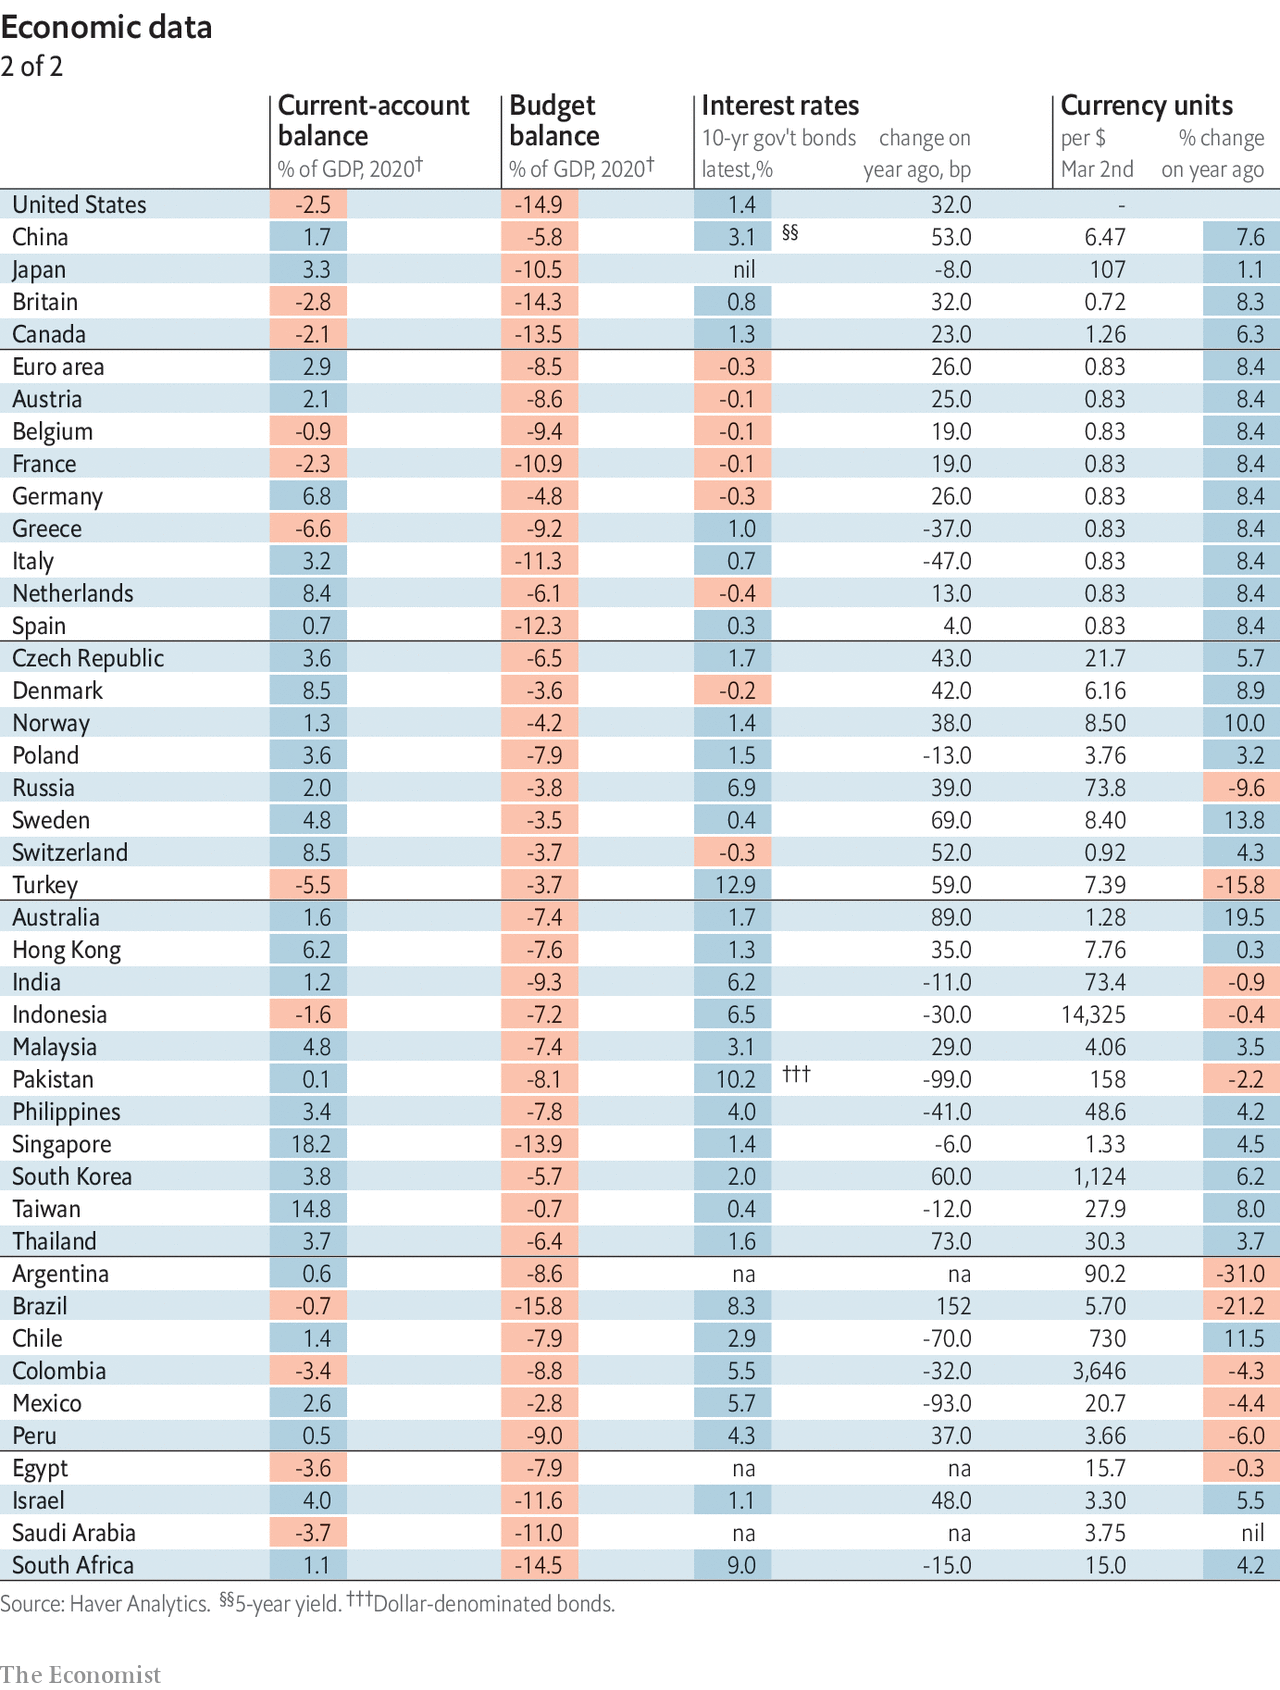 Economic data
2 of 2
Current-account balance % of GDP, 2020†
Budget balance % of GDP, 2020†
Interest rates
10-yr gov't bonds latest,%
change on year ago, bp
Currency units
per $ Mar 2nd
% change on year ago
United States -2.5 -14.9 1.4 32.0 -
China 1.7 -5.8 3.1 §§ 53.0 6.47 7.6
Japan 3.3 -10.5 nil -8.0 107 1.1
Britain -2.8 -14.3 0.8 32.0 0.72 8.3
Canada -2.1 -13.5 1.3 23.0 1.26 6.3
Euro area 2.9 -8.5 -0.3 26.0 0.83 8.4
Austria 2.1 -8.6 -0.1 25.0 0.83 8.4
Belgium -0.9 -9.4 -0.1 19.0 0.83 8.4
France -2.3 -10.9 -0.1 19.0 0.83 8.4
Germany 6.8 -4.8 -0.3 26.0 0.83 8.4
Greece -6.6 -9.2 1.0 -37.0 0.83 8.4
Italy 3.2 -11.3 0.7 -47.0 0.83 8.4
Netherlands 8.4 -6.1 -0.4 13.0 0.83 8.4
Spain 0.7 -12.3 0.3 4.0 0.83 8.4
Czech Republic 3.6 -6.5 1.7 43.0 21.7 5.7
Denmark 8.5 -3.6 -0.2 42.0 6.16 8.9
Norway 1.3 -4.2 1.4 38.0 8.50 10.0
Poland 3.6 -7.9 1.5 -13.0 3.76 3.2
Russia 2.0 -3.8 6.9 39.0 73.8 -9.6
Sweden 4.8 -3.5 0.4 69.0 8.40 13.8
Switzerland 8.5 -3.7 -0.3 52.0 0.92 4.3
Turkey -5.5 -3.7 12.9 59.0 7.39 -15.8
Australia 1.6 -7.4 1.7 89.0 1.28 19.5
Hong Kong 6.2 -7.6 1.3 35.0 7.76 0.3
India 1.2 -9.3 6.2 -11.0 73.4 -0.9
Indonesia -1.6 -7.2 6.5 -30.0 14,325 -0.4
Malaysia 4.8 -7.4 3.1 29.0 4.06 3.5
Pakistan 0.1 -8.1 10.2 ††† -99.0 158 -2.2
Philippines 3.4 -7.8 4.0 -41.0 48.6 4.2
Singapore 18.2 -13.9 1.4 -6.0 1.33 4.5
South Korea 3.8 -5.7 2.0 60.0 1,124 6.2
Taiwan 14.8 -0.7 0.4 -12.0 27.9 8.0
Thailand 3.7 -6.4 1.6 73.0 30.3 3.7
Argentina 0.6 -8.6 na na 90.2 -31.0
Brazil -0.7 -15.8 8.3 152 5.70 -21.2
Chile 1.4 -7.9 2.9 -70.0 730 11.5
Colombia -3.4 -8.8 5.5 -32.0 3,646 -4.3
Mexico 2.6 -2.8 5.7 -93.0 20.7 -4.4
Peru 0.5 -9.0 4.3 37.0 3.66 -6.0
Egypt -3.6 -7.9 na na 15.7 -0.3
Israel 4.0 -11.6 1.1 48.0 3.30 5.5
Saudi Arabia -3.7 -11.0 na na 3.75 nil
South Africa 1.1 -14.5 9.0 -15.0 15.0 4.2
Source: Haver Analytics. §§5-year yield. †††Dollar-denominated bonds.
The Economist